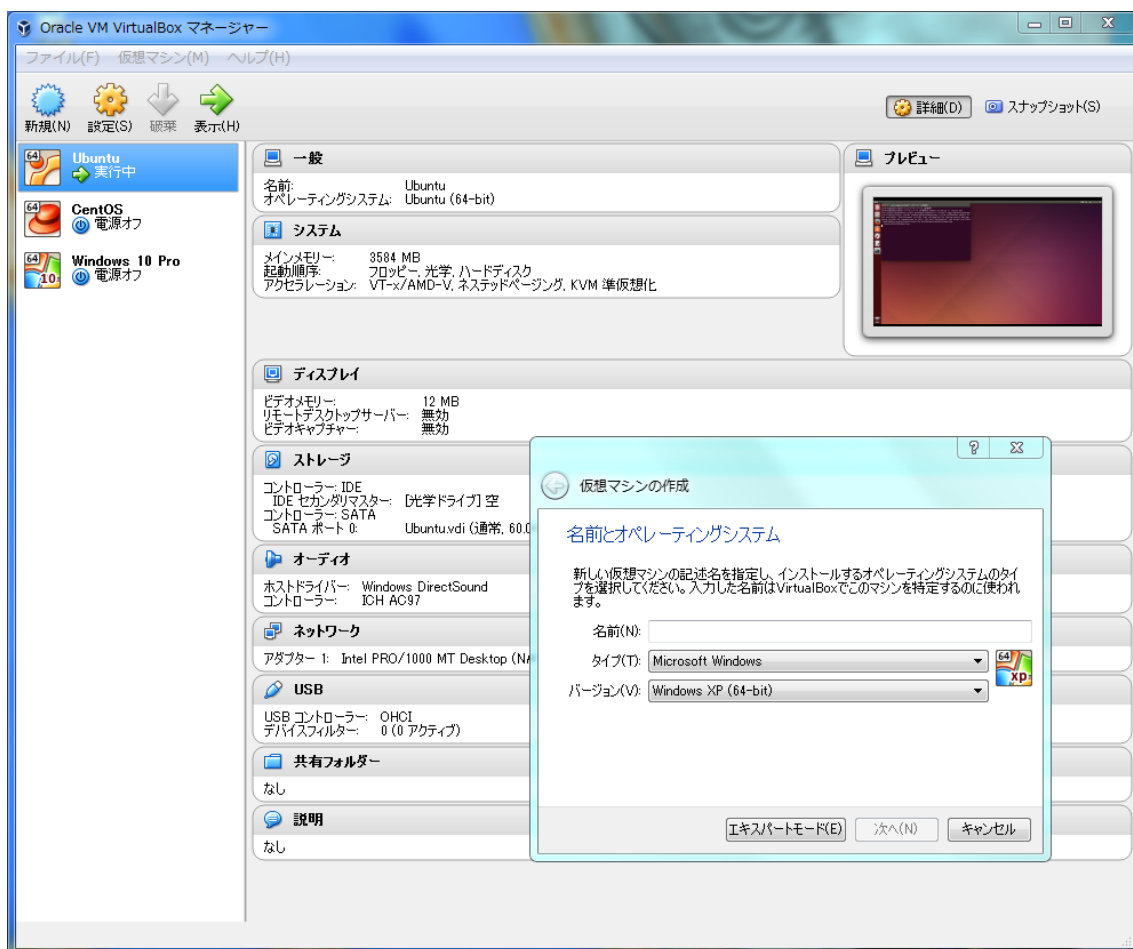 Oracle VM VirtualBox マネージャー
ファイル(F) 仮想マシン(M) ヘルプ(H)
新規(N) 設定(S) 破棄 表示(H)
詳細(D) スナップショット(S)
64 Ubuntu
実行中
64 CentOS
電源オフ
64 10 Windows 10 Pro
電源オフ
一般
名前: Ubuntu
オペレーティングシステム: Ubuntu (64-bit)
システム
メインメモリー: 3584 MB
起動順序: フロッピー, 光学, ハードディスク
アクセラレーション: VT-x/AMD-V, ネステッドページング, KVM 準仮想化
プレビュー
ディスプレイ
ビデオメモリー: 12 MB
リモートデスクトップサーバー: 無効
ビデオキャプチャー: 無効
ストレージ
コントローラー: IDE
IDE セカンダリマスター: [光学ドライブ] 空
コントローラー: SATA
SATA ポート 0: Ubuntu.vdi (通常, 60.0
オーディオ
ホストドライバー: Windows DirectSound
コントローラー: ICH AC97
ネットワーク
アダプター 1: Intel PRO/1000 MT Desktop (NA
USB
USB コントローラー: OHCI
デバイスフィルター: 0 (0 アクティブ)
共有フォルダー
なし
説明
なし
仮想マシンの作成
名前とオペレーティングシステム
新しい仮想マシンの記述名を指定し、インストールするオペレーティングシステムのタイ
プを選択してください。入力した名前はVirtualBoxでこのマシンを特定するのに使われ
ます。
名前(N):
タイプ(T): Microsoft Windows
バージョン(V): Windows XP (64-bit)
64 XP
エキスパートモード(E) 次へ(N) キャンセル